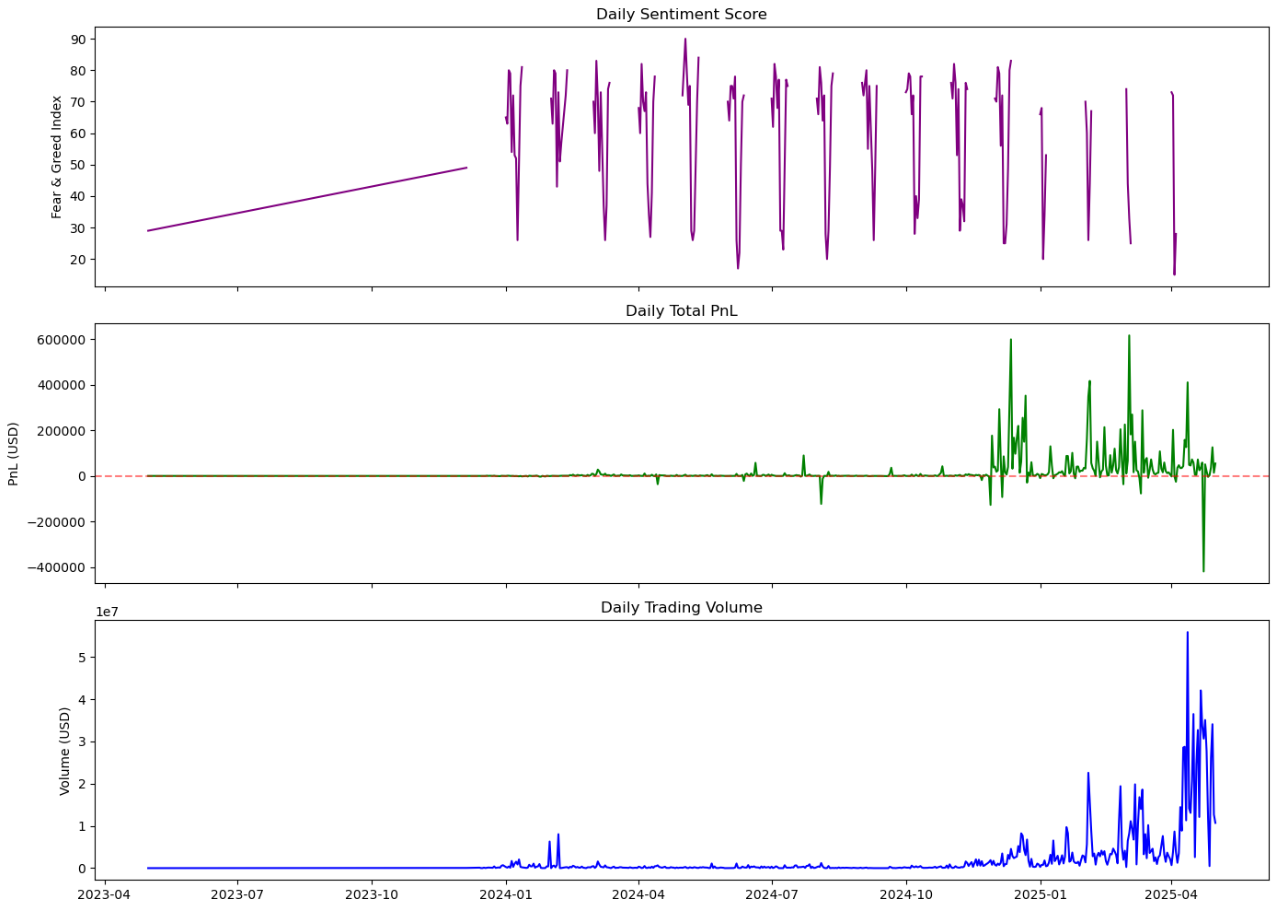 Daily Sentiment Score
Fear & Greed Index
90
80
70
60
50
40
30
20
Daily Total PnL
PnL (USD)
600000
400000
200000
0
−200000
−400000
Daily Trading Volume
1e7
Volume (USD)
5
4
3
2
1
0
2023-04 2023-07 2023-10 2024-01 2024-04 2024-07 2024-10 2025-01 2025-04